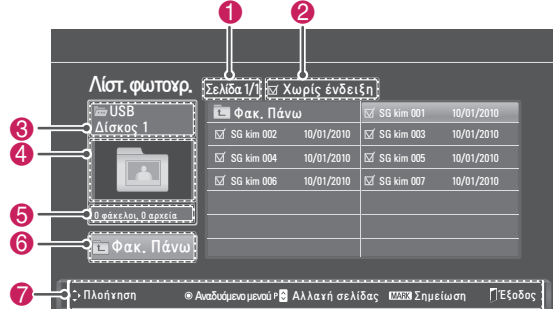 1 2
Λίστ. φωτογρ. Σελίδα 1/1 ☑ Χωρίς ένδειξη
3 USB
Δίσκος 1
4
5 0 φάκελοι, 0 αρχεία
6 Φακ. Πάνω
Φακ. Πάνω ☑ SG kim 001 10/01/2010
☑ SG kim 002 10/01/2010 ☑ SG kim 003 10/01/2010
☑ SG kim 004 10/01/2010 ☑ SG kim 005 10/01/2010
☑ SG kim 006 10/01/2010 ☑ SG kim 007 10/01/2010
7 Πλοήγηση ◉ Αναδυόμενο μενού P Αλλαγή σελίδας MARK Σημείωση Έξοδος